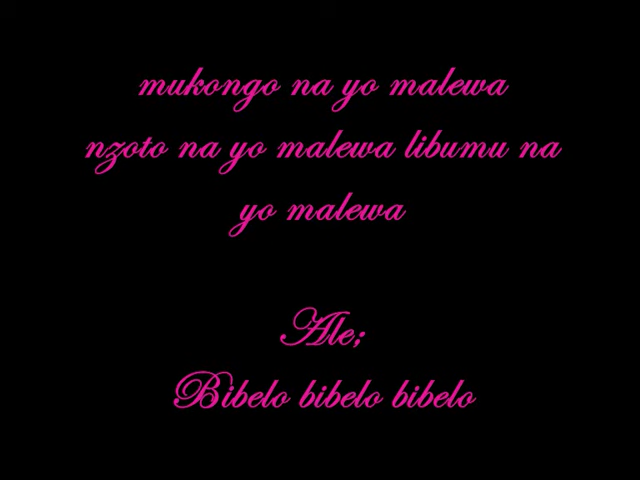 mukongo na yo malewa
nzoto na yo malewa libumu na
yo malewa
Ale;
Bibelo bibelo bibelo